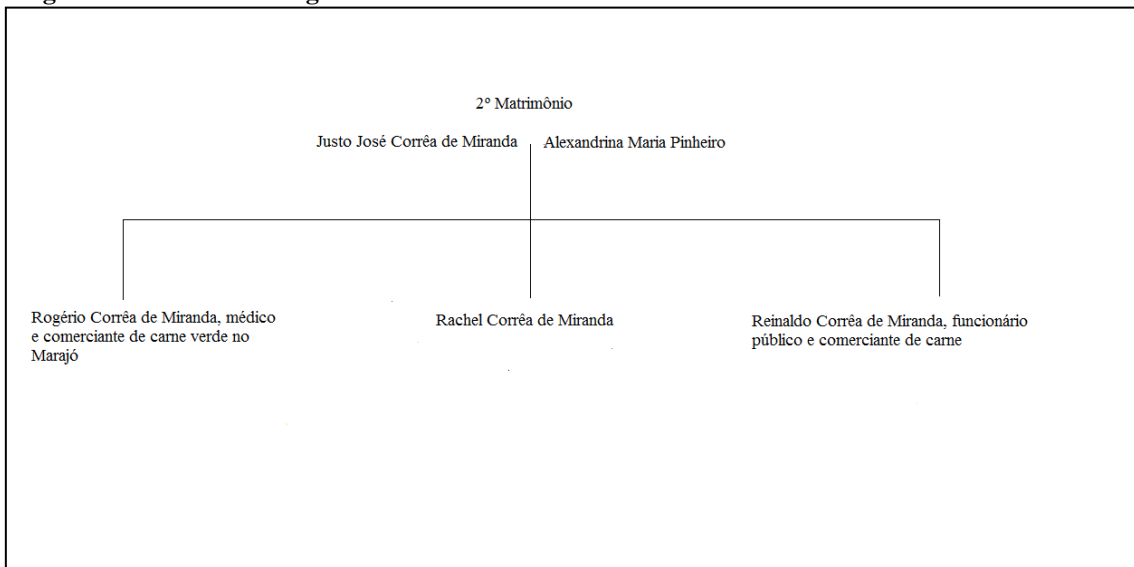 2º Matrimônio
Justo José Corrêa de Miranda Alexandrina Maria Pinheiro
Rogério Corrêa de Miranda, médico
e comerciante de carne verde no
Marajó
Rachel Corrêa de Miranda
Reinaldo Corrêa de Miranda, funcionário
público e comerciante de carne